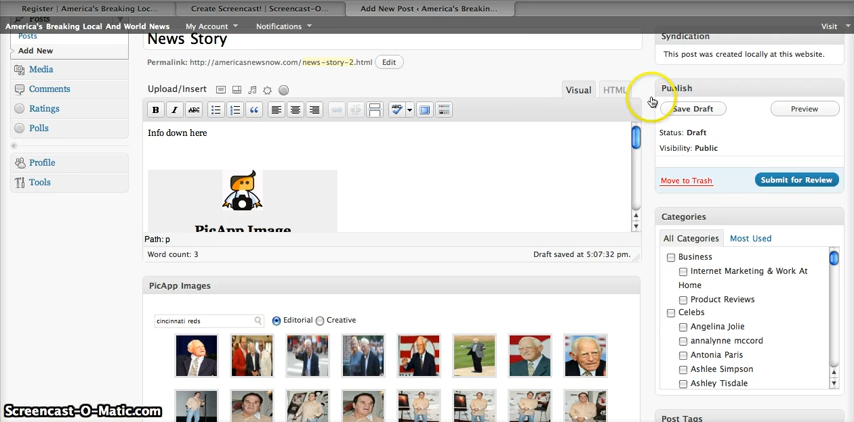 Register | America's Breaking Loc...
Create Screencast! | Screencast-O...
Add New Post ‹ America's Breakin...
America's Breaking Local And World News
My Account
Notifications
Visit
Posts
Posts
Add New
Media
Comments
Ratings
Polls
Profile
Tools
News Story
Permalink: http://americasnewsnow.com/news-story-2.html Edit
Upload/Insert
Visual
HTML
B I ABC
ABC
Info down here
PicApp Image
Path: p
Word count: 3
Draft saved at 5:07:32 pm.
PicApp Images
cincinnati reds
Editorial
Creative
Syndication
This post was created locally at this website.
Publish
Save Draft
Preview
Status: Draft
Visibility: Public
Move to Trash
Submit for Review
Categories
All Categories
Most Used
Business
Internet Marketing & Work At
Home
Product Reviews
Celebs
Angelina Jolie
annalynne mccord
Antonia Paris
Ashlee Simpson
Ashley Tisdale
Post Tags
Screencast-O-Matic.com